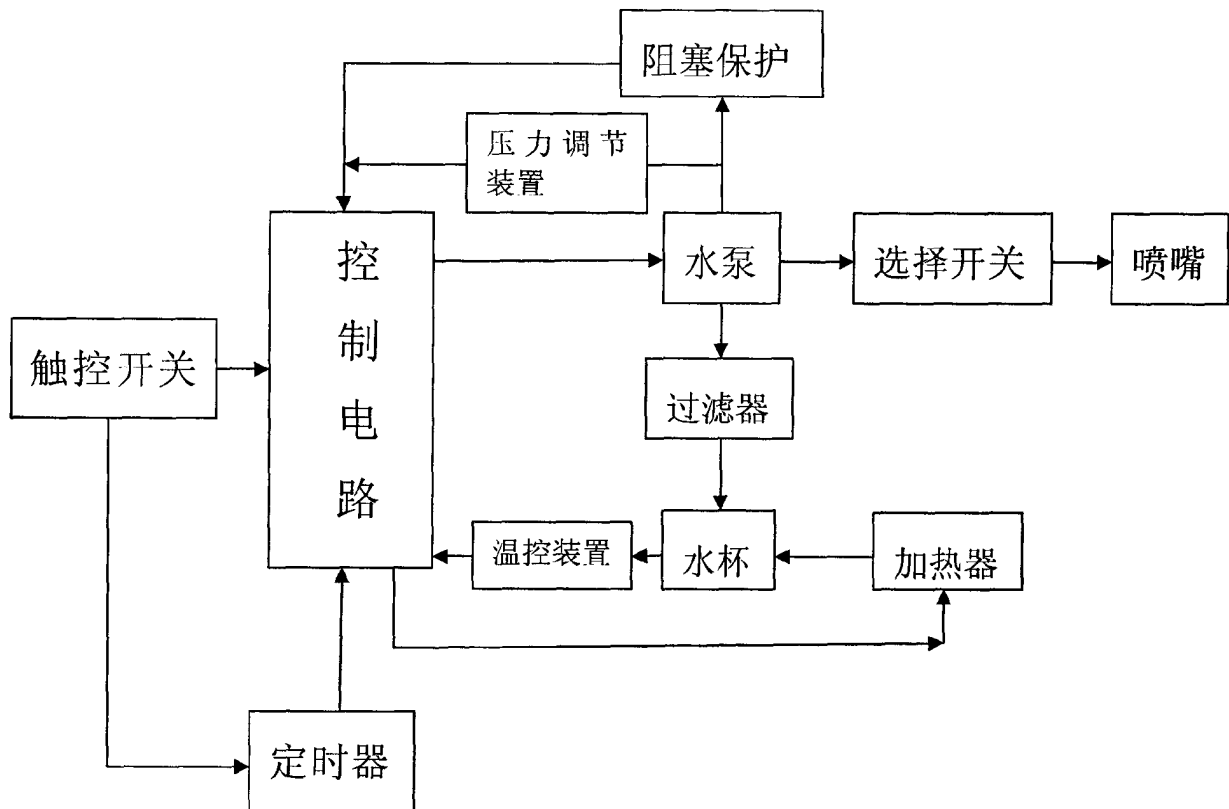 阻塞保护
压力调节
装置
控
制
电
路
水泵
选择开关
喷嘴
触控开关
过滤器
温控装置
水杯
加热器
定时器